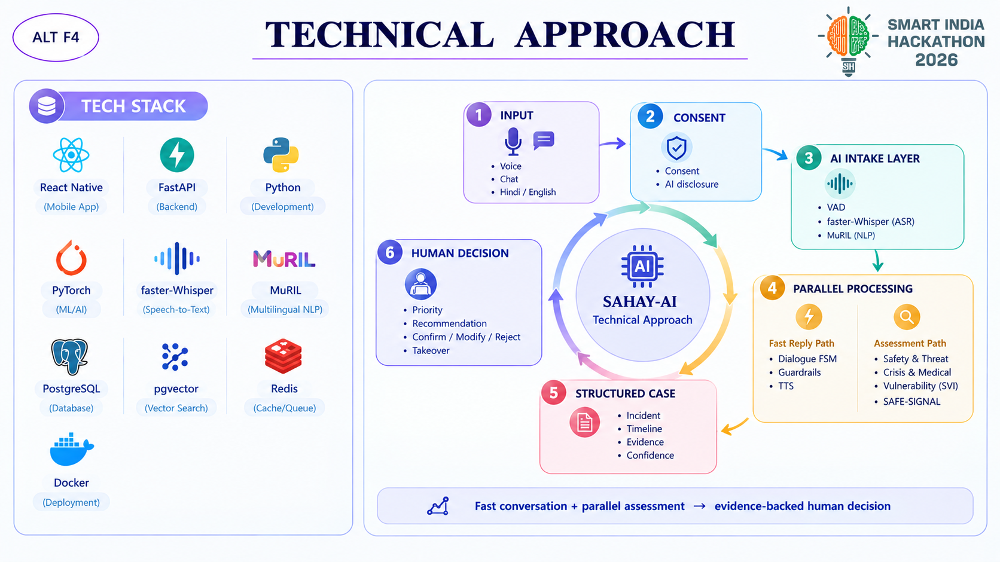 ALT F4
TECHNICAL APPROACH
SMART INDIA
HACKATHON
2026
SIH
TECH STACK
React Native
(Mobile App)
FastAPI
(Backend)
Python
(Development)
PyTorch
(ML/AI)
faster-Whisper
(Speech-to-Text)
MuRIL
MuRIL
(Multilingual NLP)
PostgreSQL
(Database)
pgvector
(Vector Search)
Redis
(Cache/Queue)
Docker
(Deployment)
1
INPUT
• Voice
• Chat
• Hindi / English
2
CONSENT
• Consent
• AI disclosure
3
AI INTAKE LAYER
• VAD
• faster-Whisper (ASR)
• MuRIL (NLP)
4
PARALLEL PROCESSING
Fast Reply Path
• Dialogue FSM
• Guardrails
• TTS
Assessment Path
• Safety & Threat
• Crisis & Medical
• Vulnerability (SVI)
• SAFE-SIGNAL
5
STRUCTURED CASE
• Incident
• Timeline
• Evidence
• Confidence
6
HUMAN DECISION
• Priority
• Recommendation
• Confirm / Modify / Reject
• Takeover
AI
SAHAY-AI
Technical Approach
Fast conversation + parallel assessment → evidence-backed human decision